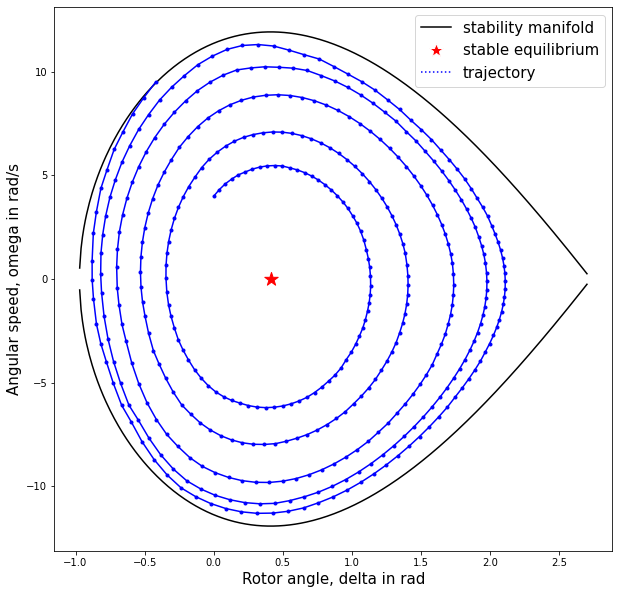 stability manifold
stable equilibrium
trajectory
Angular speed, omega in rad/s
10
5
0
−5
−10
−1.0 −0.5 0.0 0.5 1.0 1.5 2.0 2.5
Rotor angle, delta in rad